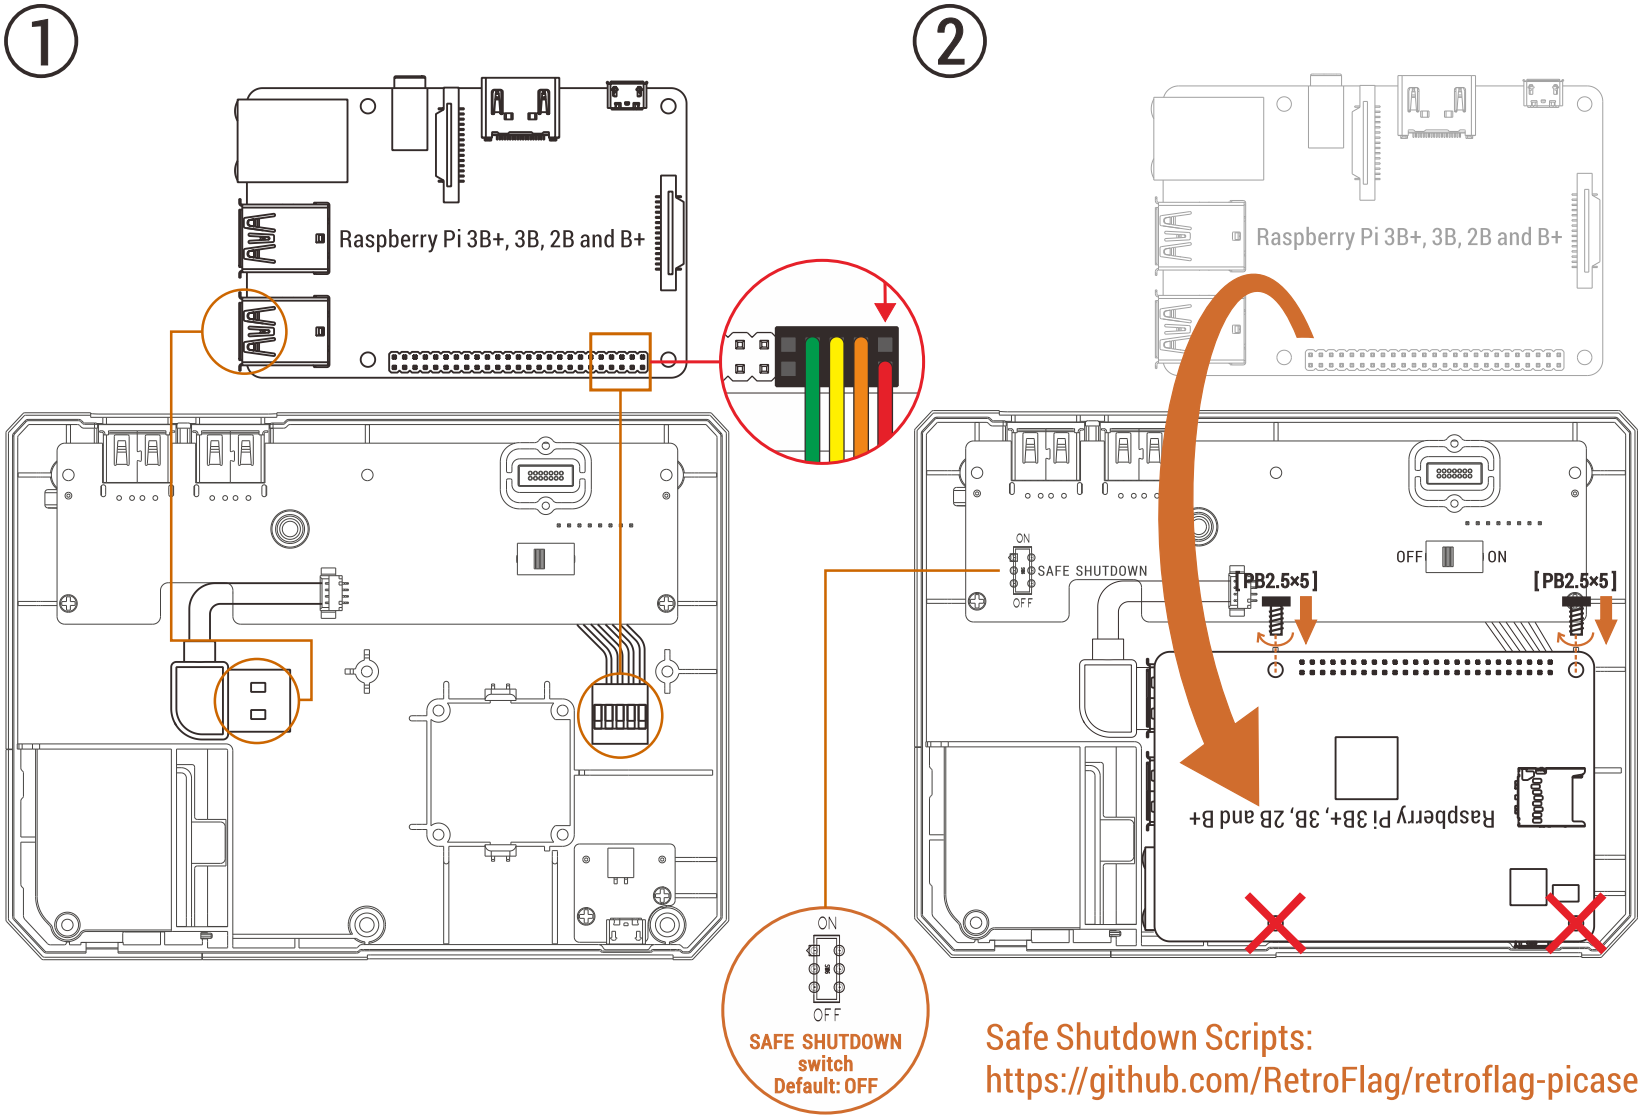 1
2
Raspberry Pi 3B+, 3B, 2B and B+
Raspberry Pi 3B+, 3B, 2B and B+
ON
SAFE SHUTDOWN
OFF
OFF
ON
[PB2.5×5]
[PB2.5×5]
Raspberry Pi 3B+, 3B, 2B and B+
ON
OFF
SAFE SHUTDOWN
switch
Default: OFF
Safe Shutdown Scripts:
https://github.com/RetroFlag/retroflag-picase